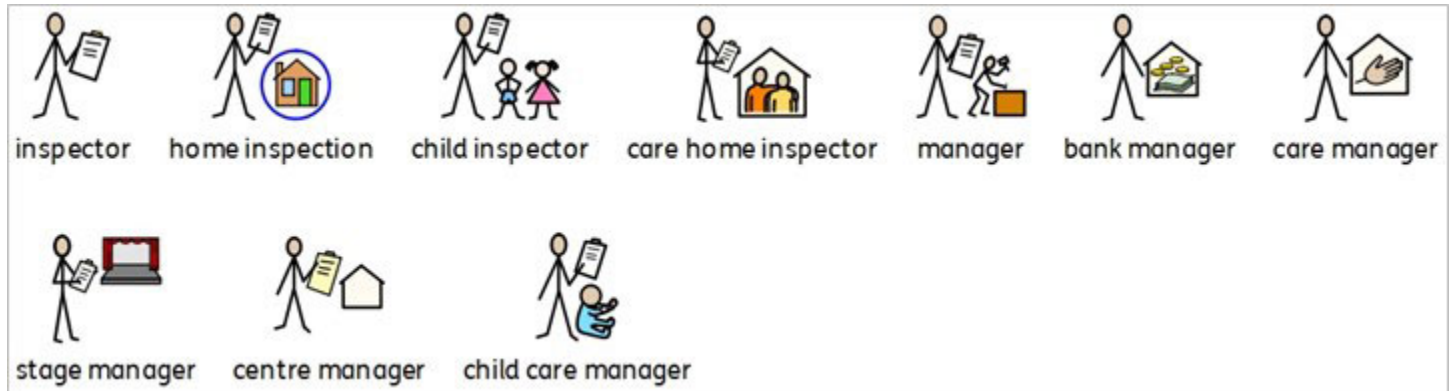 inspector home inspection child inspector care home inspector manager bank manager care manager
stage manager centre manager child care manager